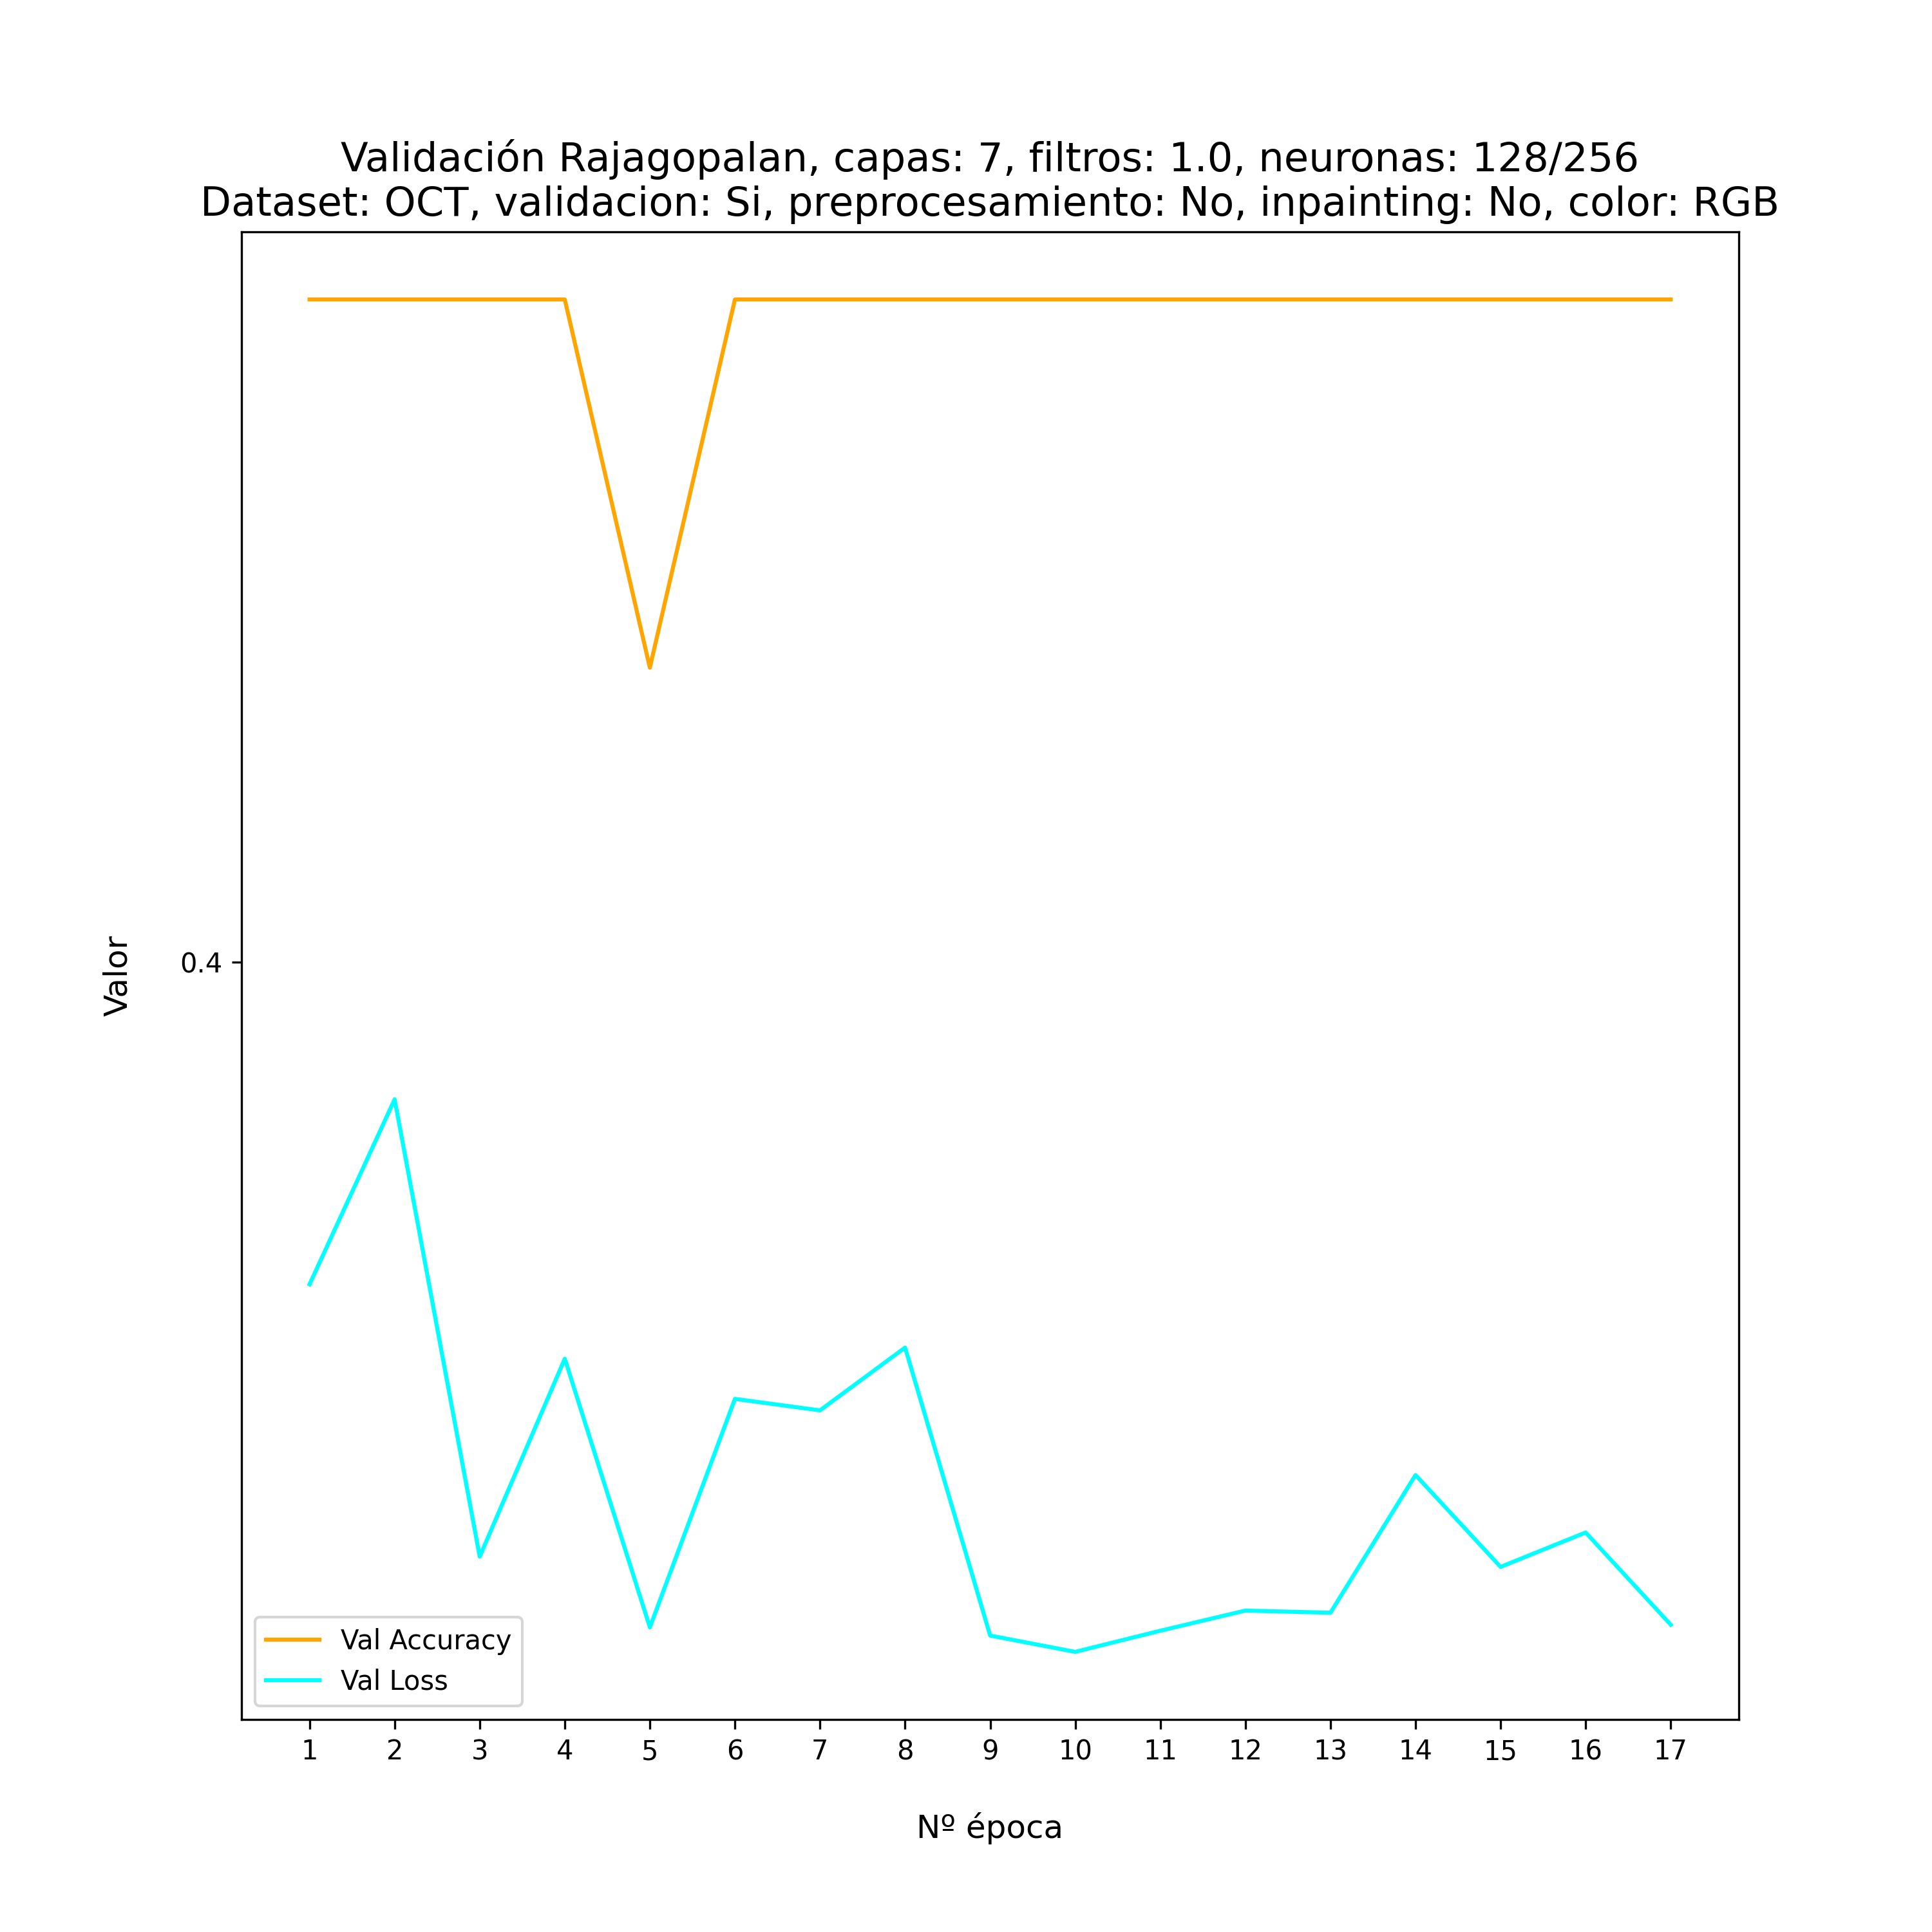 Validación Rajagopalan, capas: 7, filtros: 1.0, neuronas: 128/256
Dataset: OCT, validacion: Si, preprocesamiento: No, inpainting: No, color: RGB
Valor
0.4
Val Accuracy
Val Loss
1 2 3 4 5 6 7 8 9 10 11 12 13 14 15 16 17
Nº época